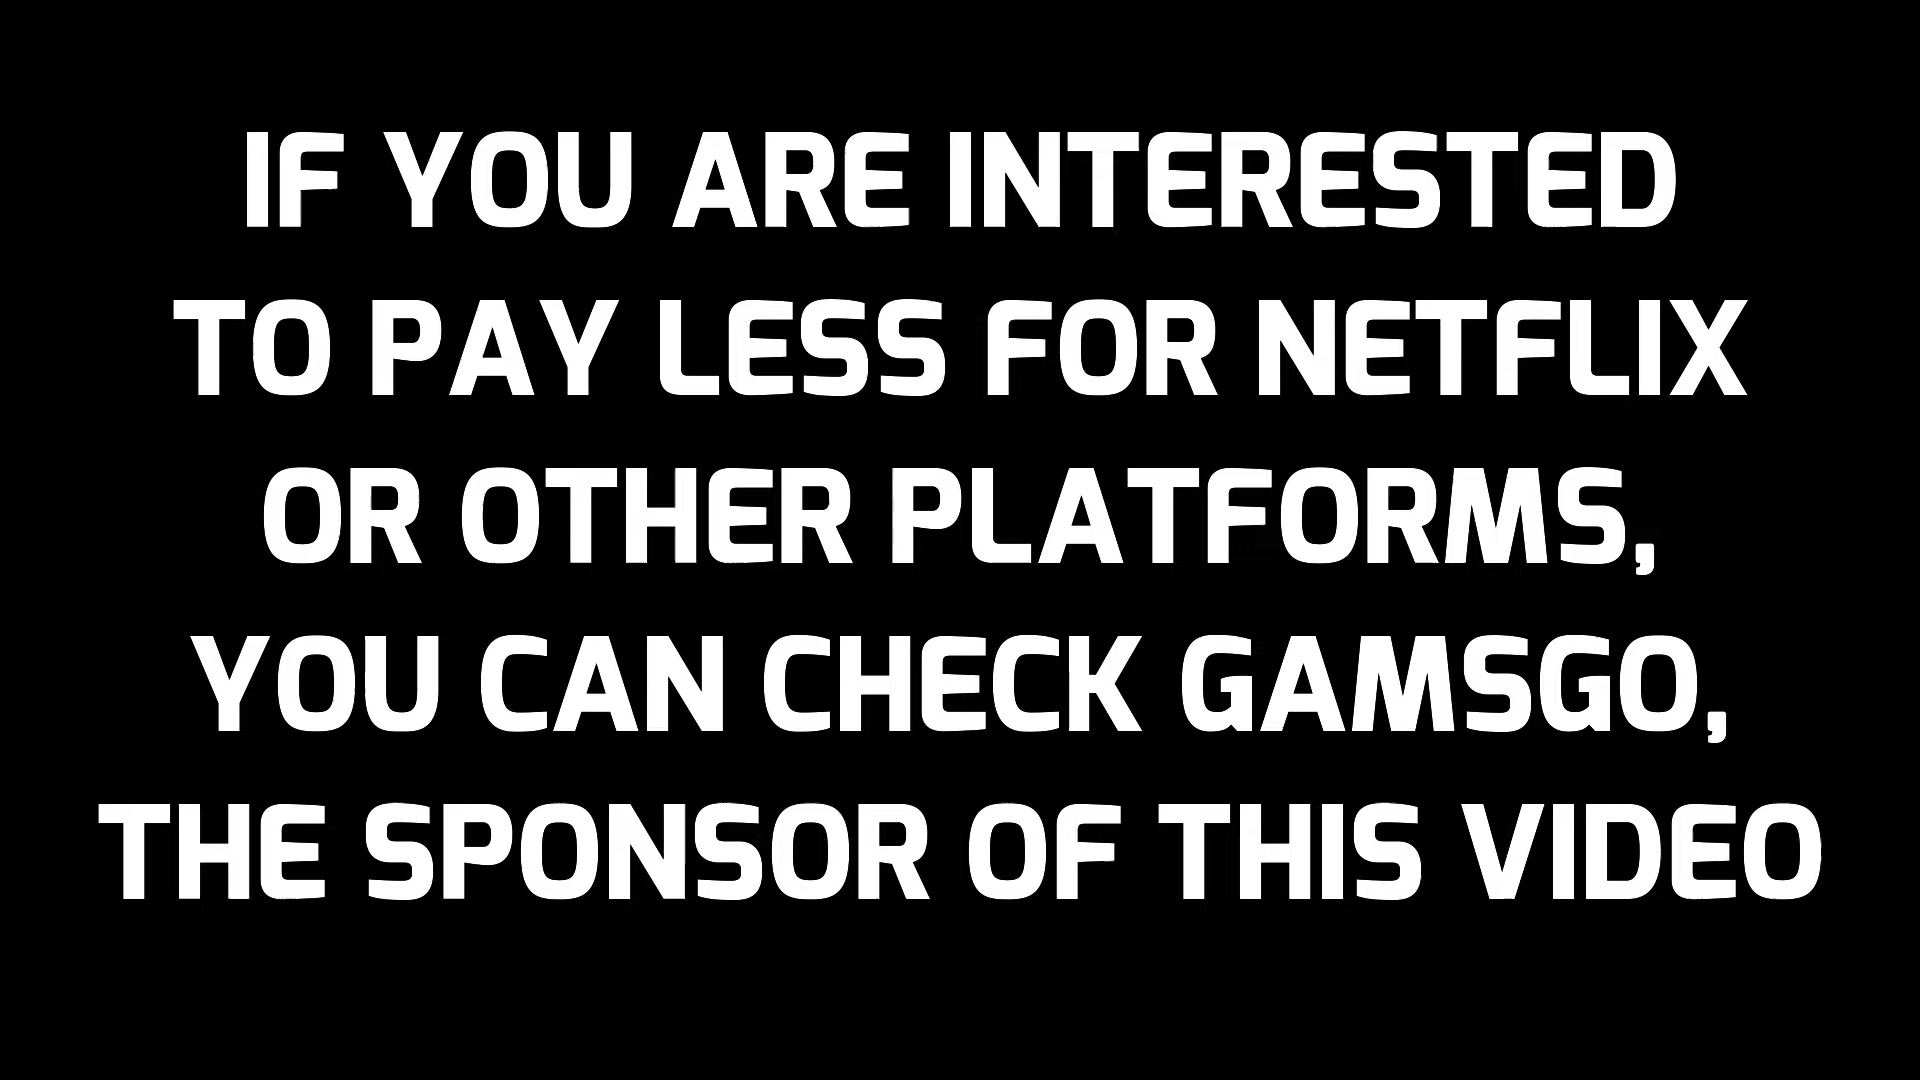 IF YOU ARE INTERESTED
TO PAY LESS FOR NETFLIX
OR OTHER PLATFORMS,
YOU CAN CHECK GAMSGO,
THE SPONSOR OF THIS VIDEO